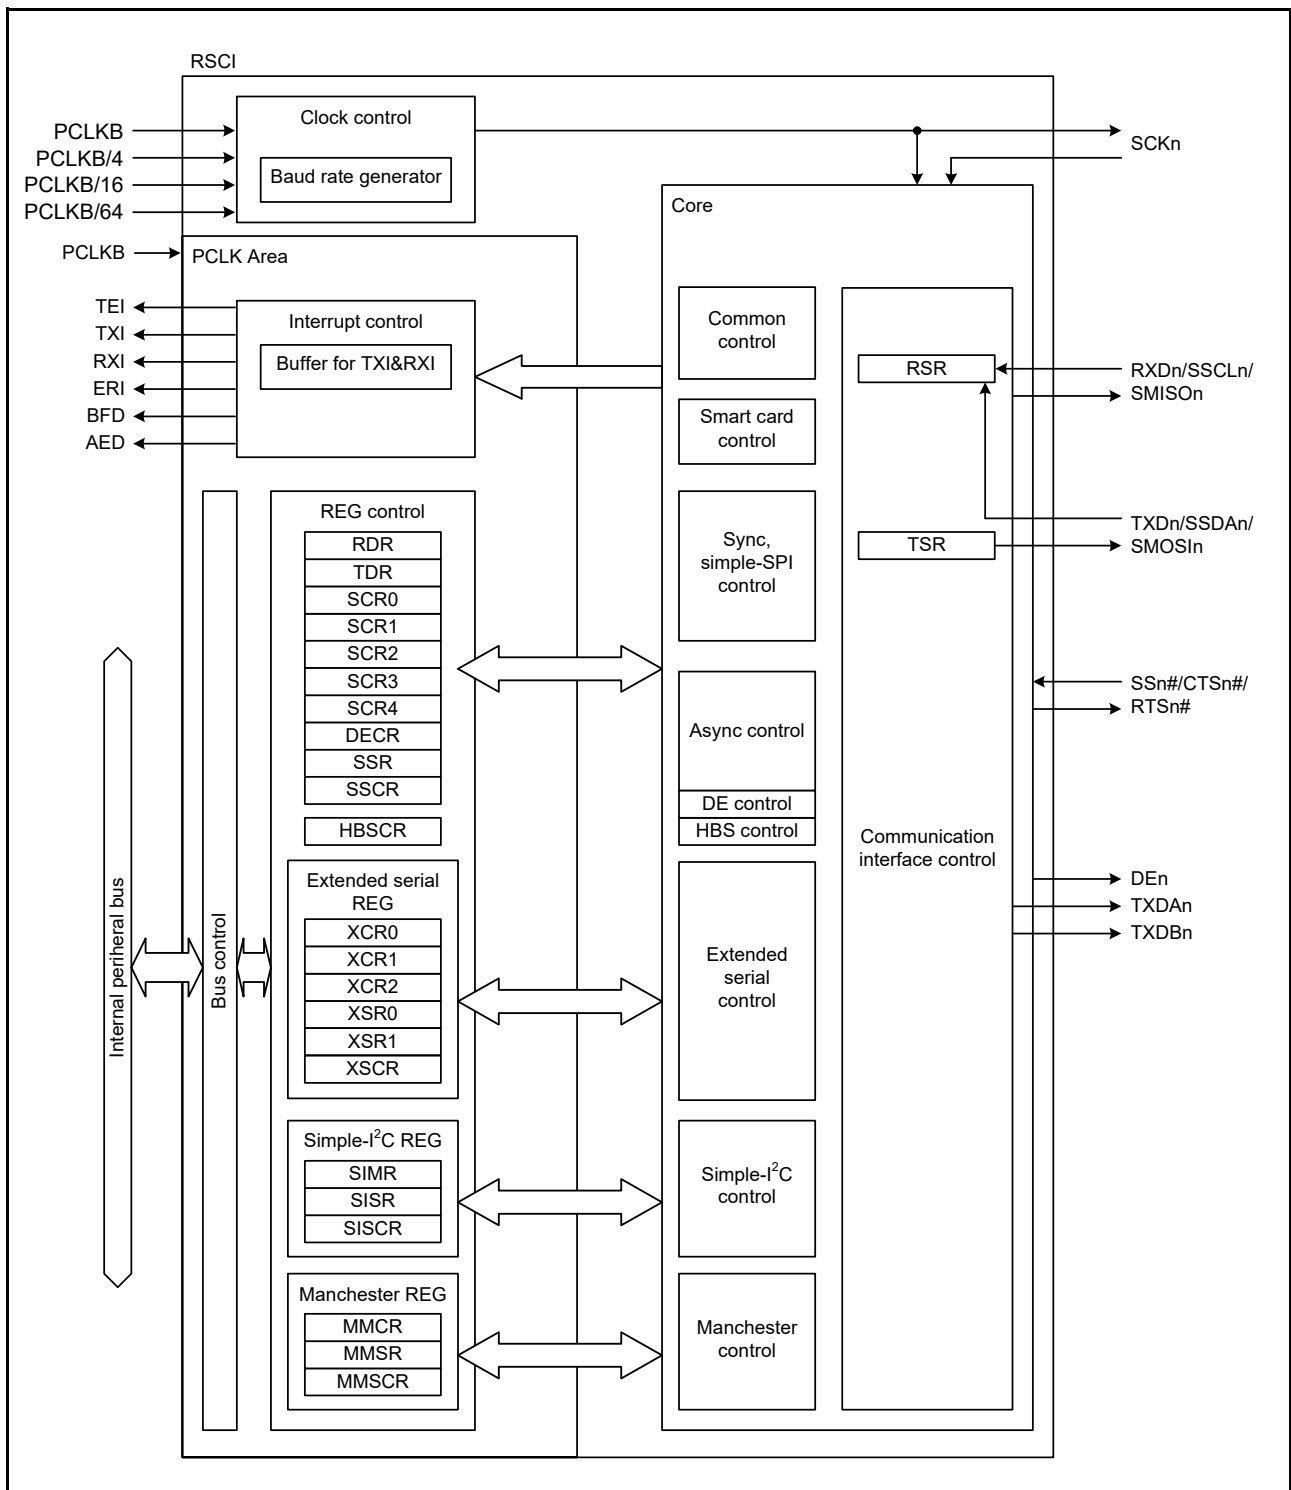 RSCI
Clock control
Baud rate generator
PCLKB
PCLKB/4
PCLKB/16
PCLKB/64
SCKn
PCLKB
PCLK Area
TEI
TXI
RXI
ERI
BFD
AED
Interrupt control
Buffer for TXI&RXI
REG control
RDR
TDR
SCR0
SCR1
SCR2
SCR3
SCR4
DECR
SSR
SSCR
HBSCR
Extended serial
REG
XCR0
XCR1
XCR2
XSR0
XSR1
XSCR
Simple-I²C REG
SIMR
SISR
SISCR
Manchester REG
MMCR
MMSR
MMSCR
Internal periheral bus
Bus control
Core
Common
control
Smart card
control
Sync,
simple-SPI
control
Async control
DE control
HBS control
Extended
serial
control
Simple-I²C
control
Manchester
control
RSR
TSR
Communication
interface control
RXDn/SSCLn/
SMISOn
TXDn/SSDAn/
SMOSIn
SSn#/CTSn#/
RTSn#
DEn
TXDAn
TXDBn